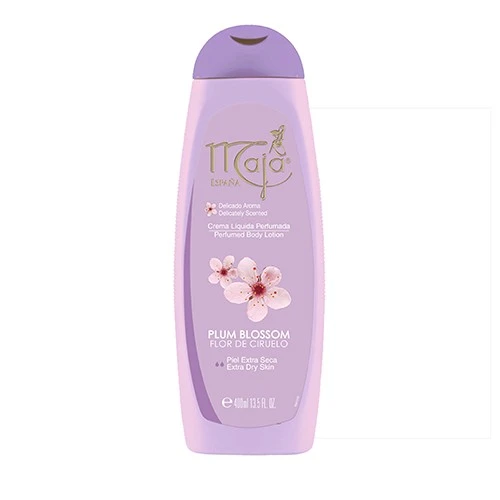 Maja®
ESPAÑA
Delicado Aroma
Delicately Scented
Crema Líquida Perfumada
Perfumed Body Lotion
PLUM BLOSSOM
FLOR DE CIRUELO
Piel Extra Seca
Extra Dry Skin
℮ 400ml 13.5 FL. OZ.